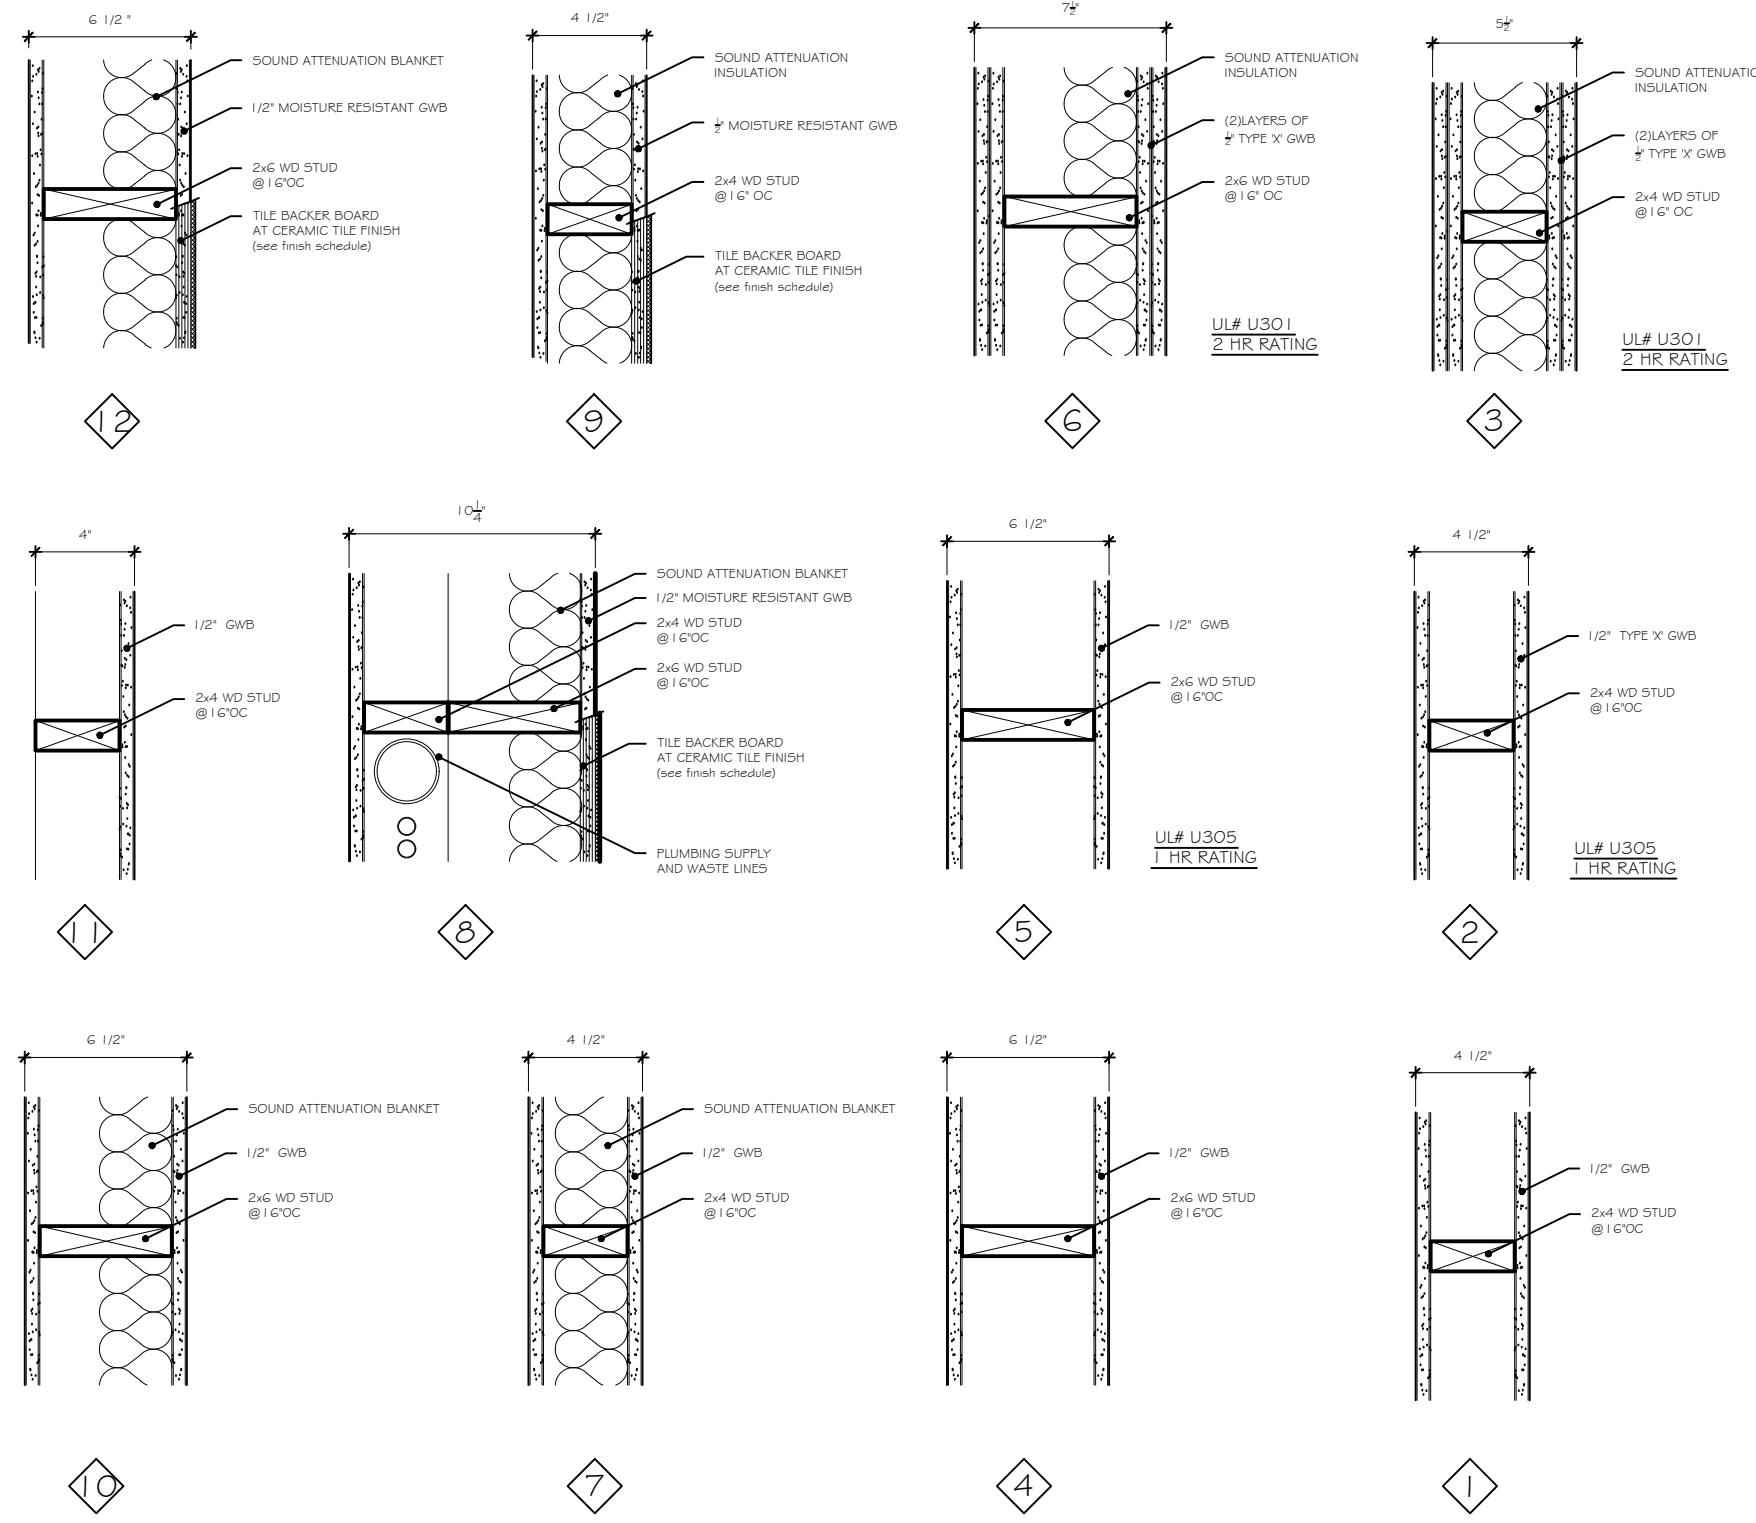 6 1/2 "
SOUND ATTENUATION BLANKET
1/2" MOISTURE RESISTANT GWB
2x6 WD STUD
@16"OC
TILE BACKER BOARD
AT CERAMIC TILE FINISH
(see finish schedule)
12
4 1/2"
SOUND ATTENUATION
INSULATION
½" MOISTURE RESISTANT GWB
2x4 WD STUD
@16" OC
TILE BACKER BOARD
AT CERAMIC TILE FINISH
(see finish schedule)
9
7½"
SOUND ATTENUATION
INSULATION
(2)LAYERS OF
½" TYPE 'X' GWB
2x6 WD STUD
@16" OC
UL# U301
2 HR RATING
6
5½"
SOUND ATTENUATIO
INSULATION
(2)LAYERS OF
½" TYPE 'X' GWB
2x4 WD STUD
@16" OC
UL# U301
2 HR RATING
3
4"
1/2" GWB
2x4 WD STUD
@16"OC
11
10¼"
SOUND ATTENUATION BLANKET
1/2" MOISTURE RESISTANT GWB
2x4 WD STUD
@16"OC
2x6 WD STUD
@16"OC
TILE BACKER BOARD
AT CERAMIC TILE FINISH
(see finish schedule)
PLUMBING SUPPLY
AND WASTE LINES
8
6 1/2"
1/2" GWB
2x6 WD STUD
@16"OC
UL# U305
1 HR RATING
5
4 1/2"
1/2" TYPE 'X' GWB
2x4 WD STUD
@16"OC
UL# U305
1 HR RATING
2
6 1/2"
SOUND ATTENUATION BLANKET
1/2" GWB
2x6 WD STUD
@16"OC
10
4 1/2"
SOUND ATTENUATION BLANKET
1/2" GWB
2x4 WD STUD
@16"OC
7
6 1/2"
1/2" GWB
2x6 WD STUD
@16"OC
4
4 1/2"
1/2" GWB
2x4 WD STUD
@16"OC
1